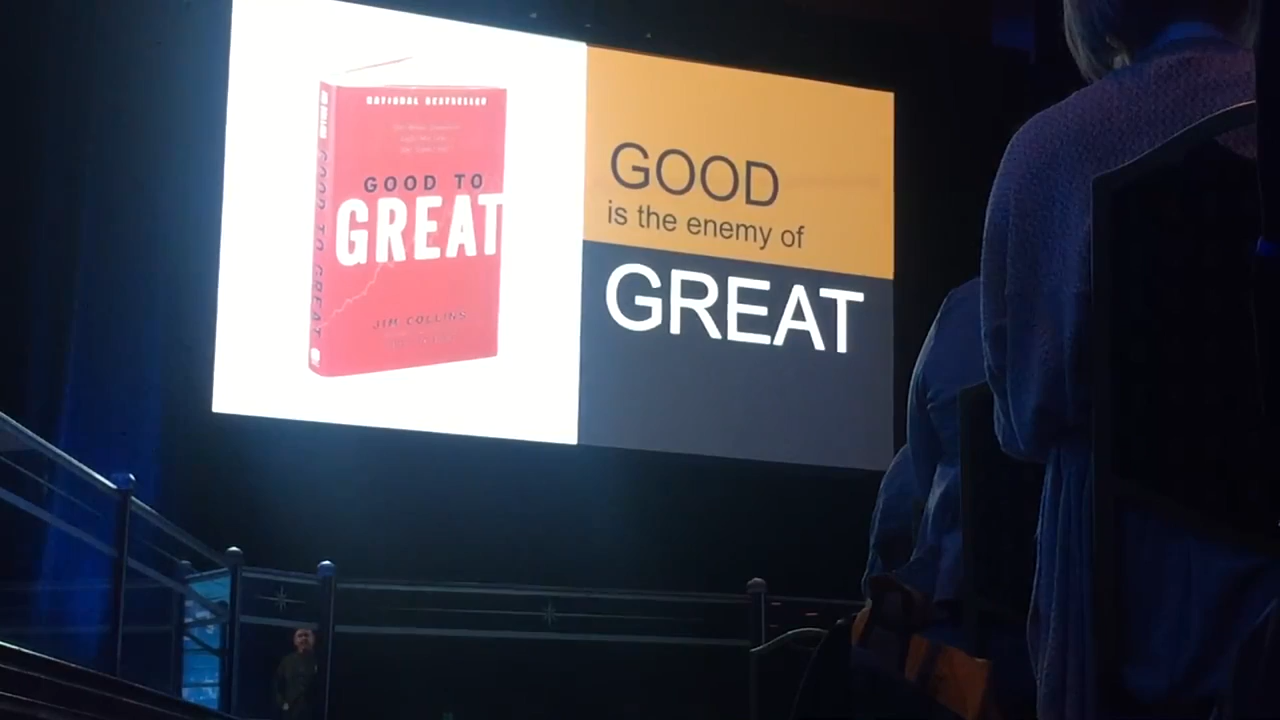 NATIONAL BESTSELLER
GOOD TO
GREAT
JIM COLLINS
GOOD TO GREAT
GOOD
is the enemy of
GREAT